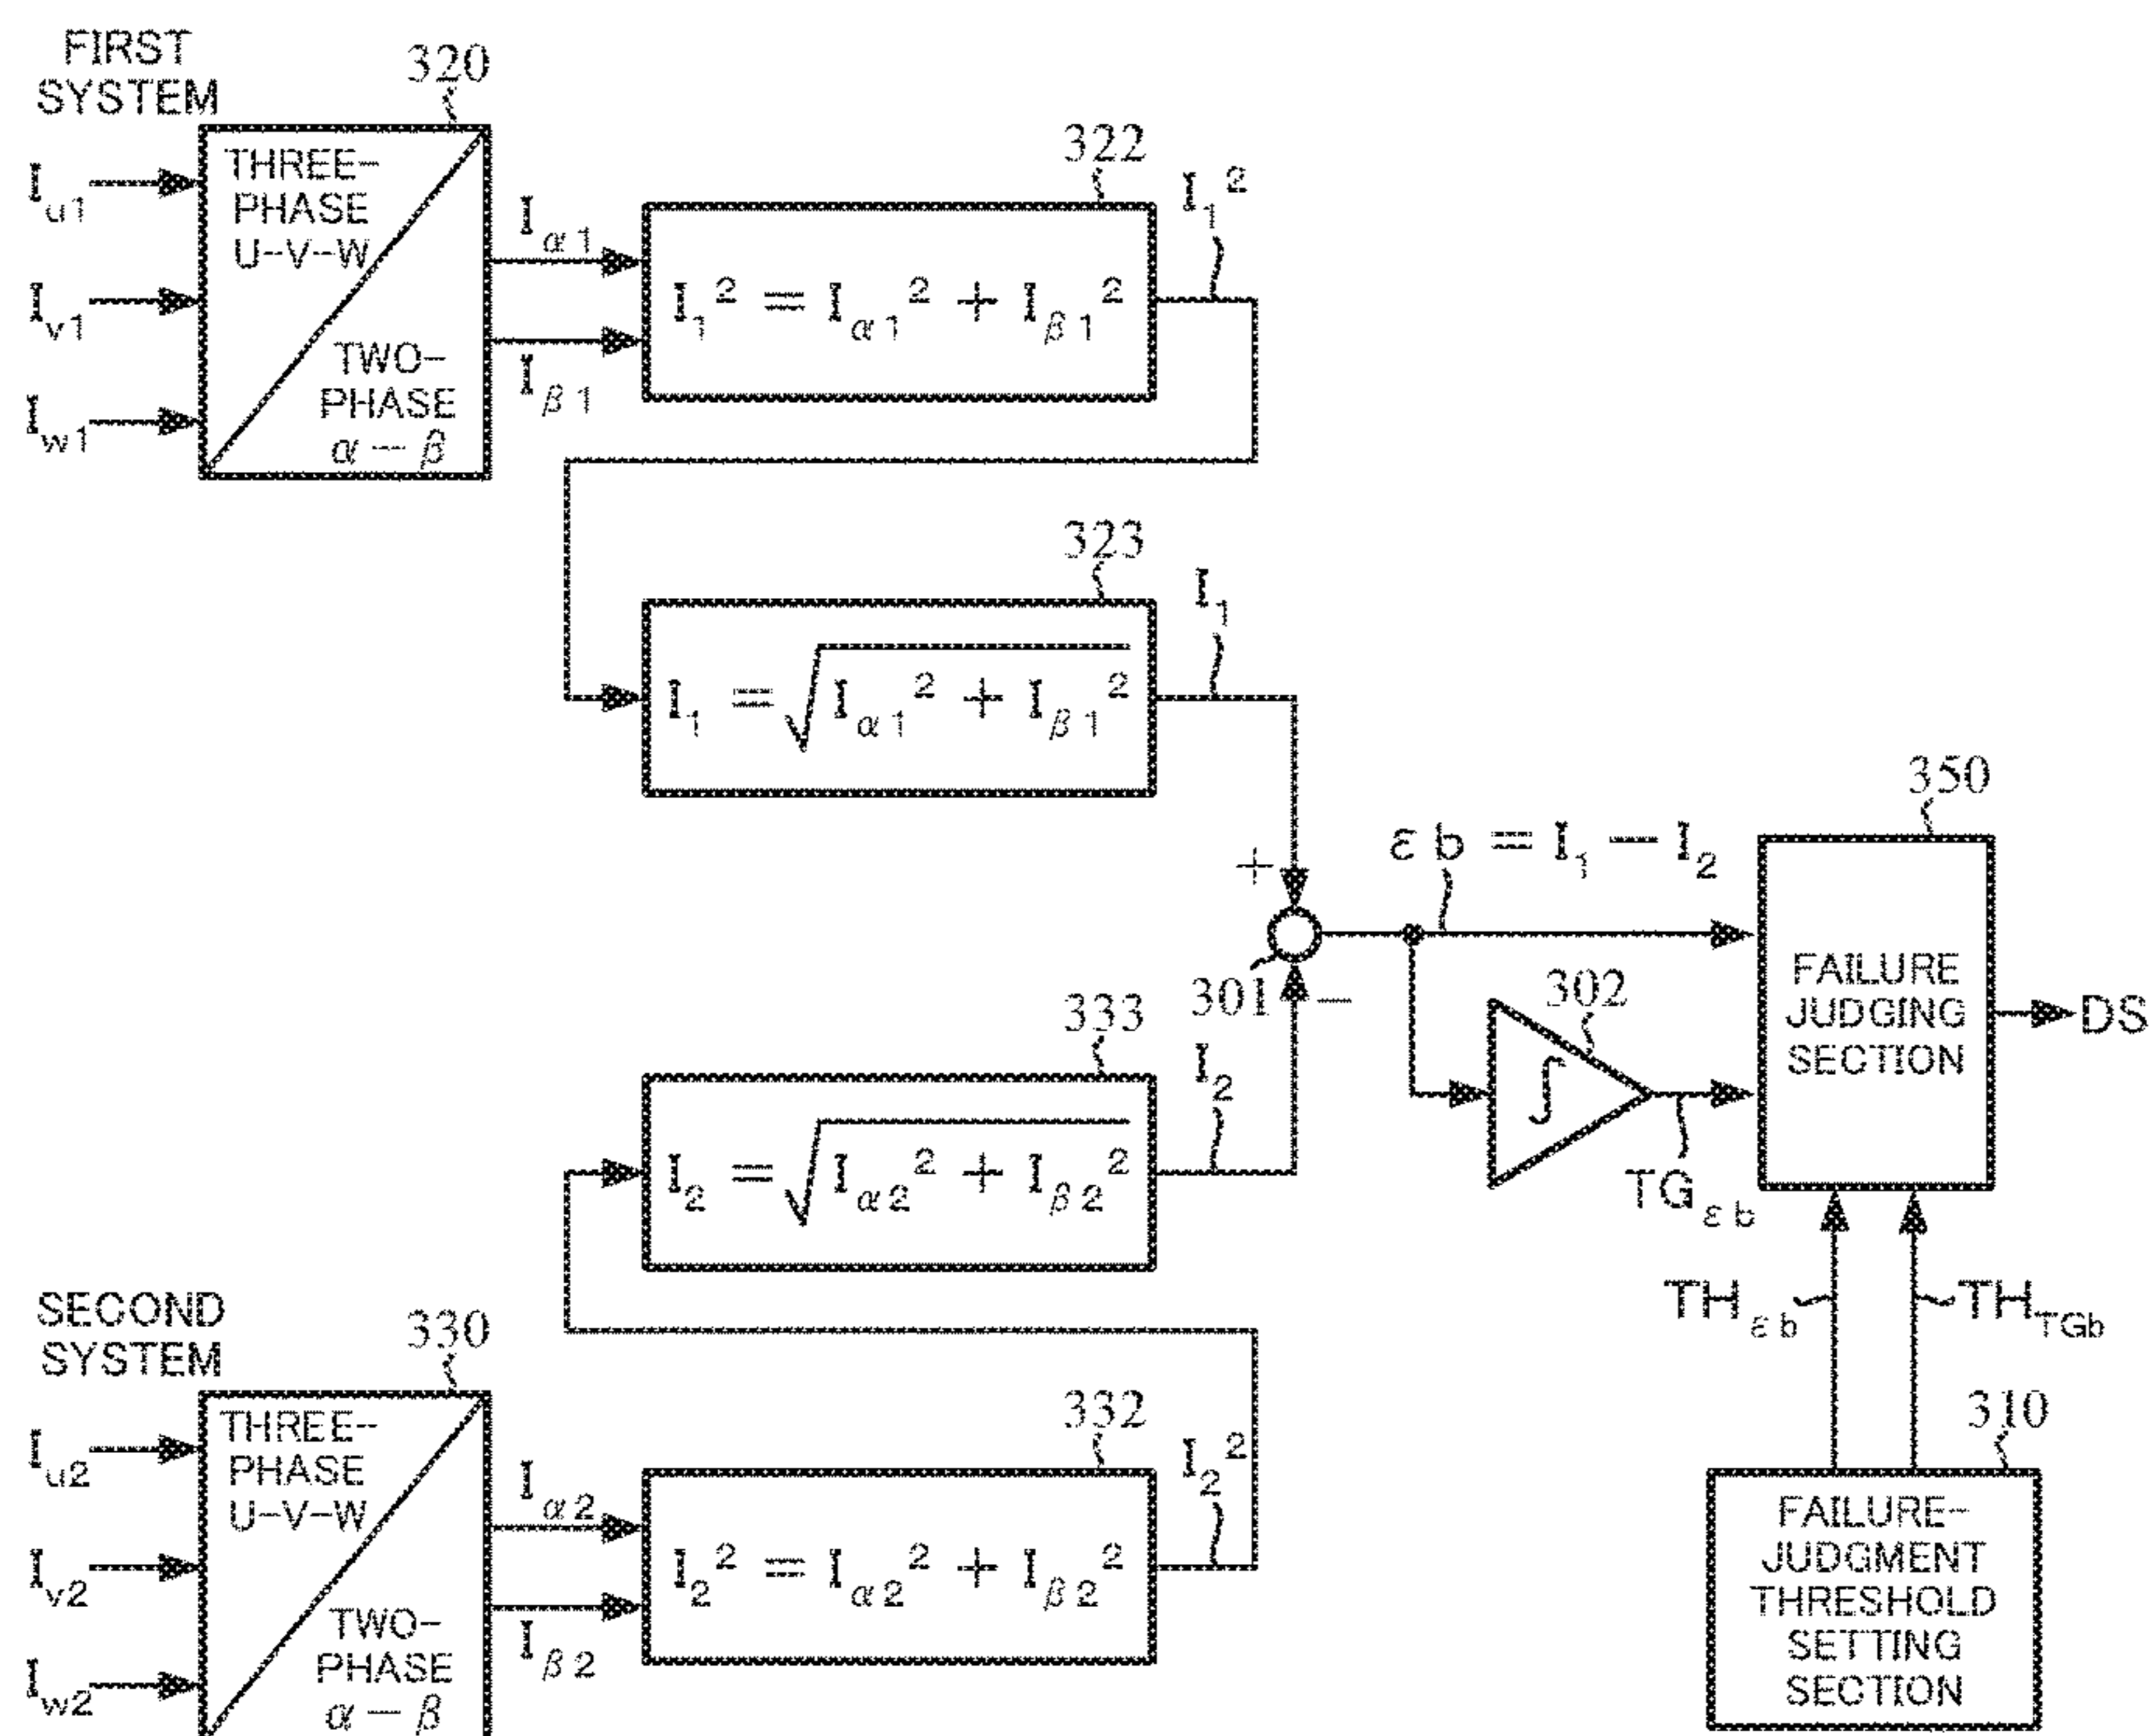 FIRST
SYSTEM
320
THREE-
PHASE
U-V-W
TWO-
PHASE
α-β
I_u1
I_v1
I_w1
I_α1
I_β1
322
I_1^2 = I_α1^2 + I_β1^2
I_1^2
323
I_1 = √(I_α1^2 + I_β1^2)
I_1
+
301
-
εb = I_1 - I_2
302
∫
TG_εb
350
FAILURE
JUDGING
SECTION
DS
333
I_2 = √(I_α2^2 + I_β2^2)
I_2
TH_εb
TH_TGb
310
FAILURE-
JUDGMENT
THRESHOLD
SETTING
SECTION
SECOND
SYSTEM
330
THREE-
PHASE
U-V-W
TWO-
PHASE
α-β
I_u2
I_v2
I_w2
I_α2
I_β2
332
I_2^2 = I_α2^2 + I_β2^2
I_2^2